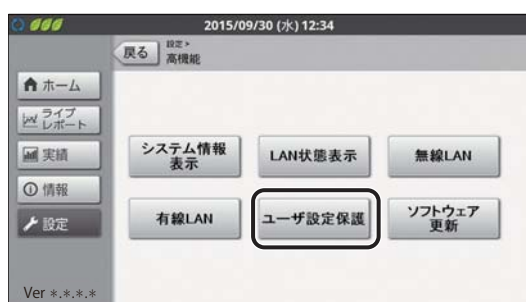 2015/09/30 (水) 12:34
戻る
設定>
高機能
ホーム
ライブ
レポート
実績
情報
設定
システム情報
表示
LAN状態表示
無線LAN
有線LAN
ユーザ設定保護
ソフトウェア
更新
Ver *.*.*.*